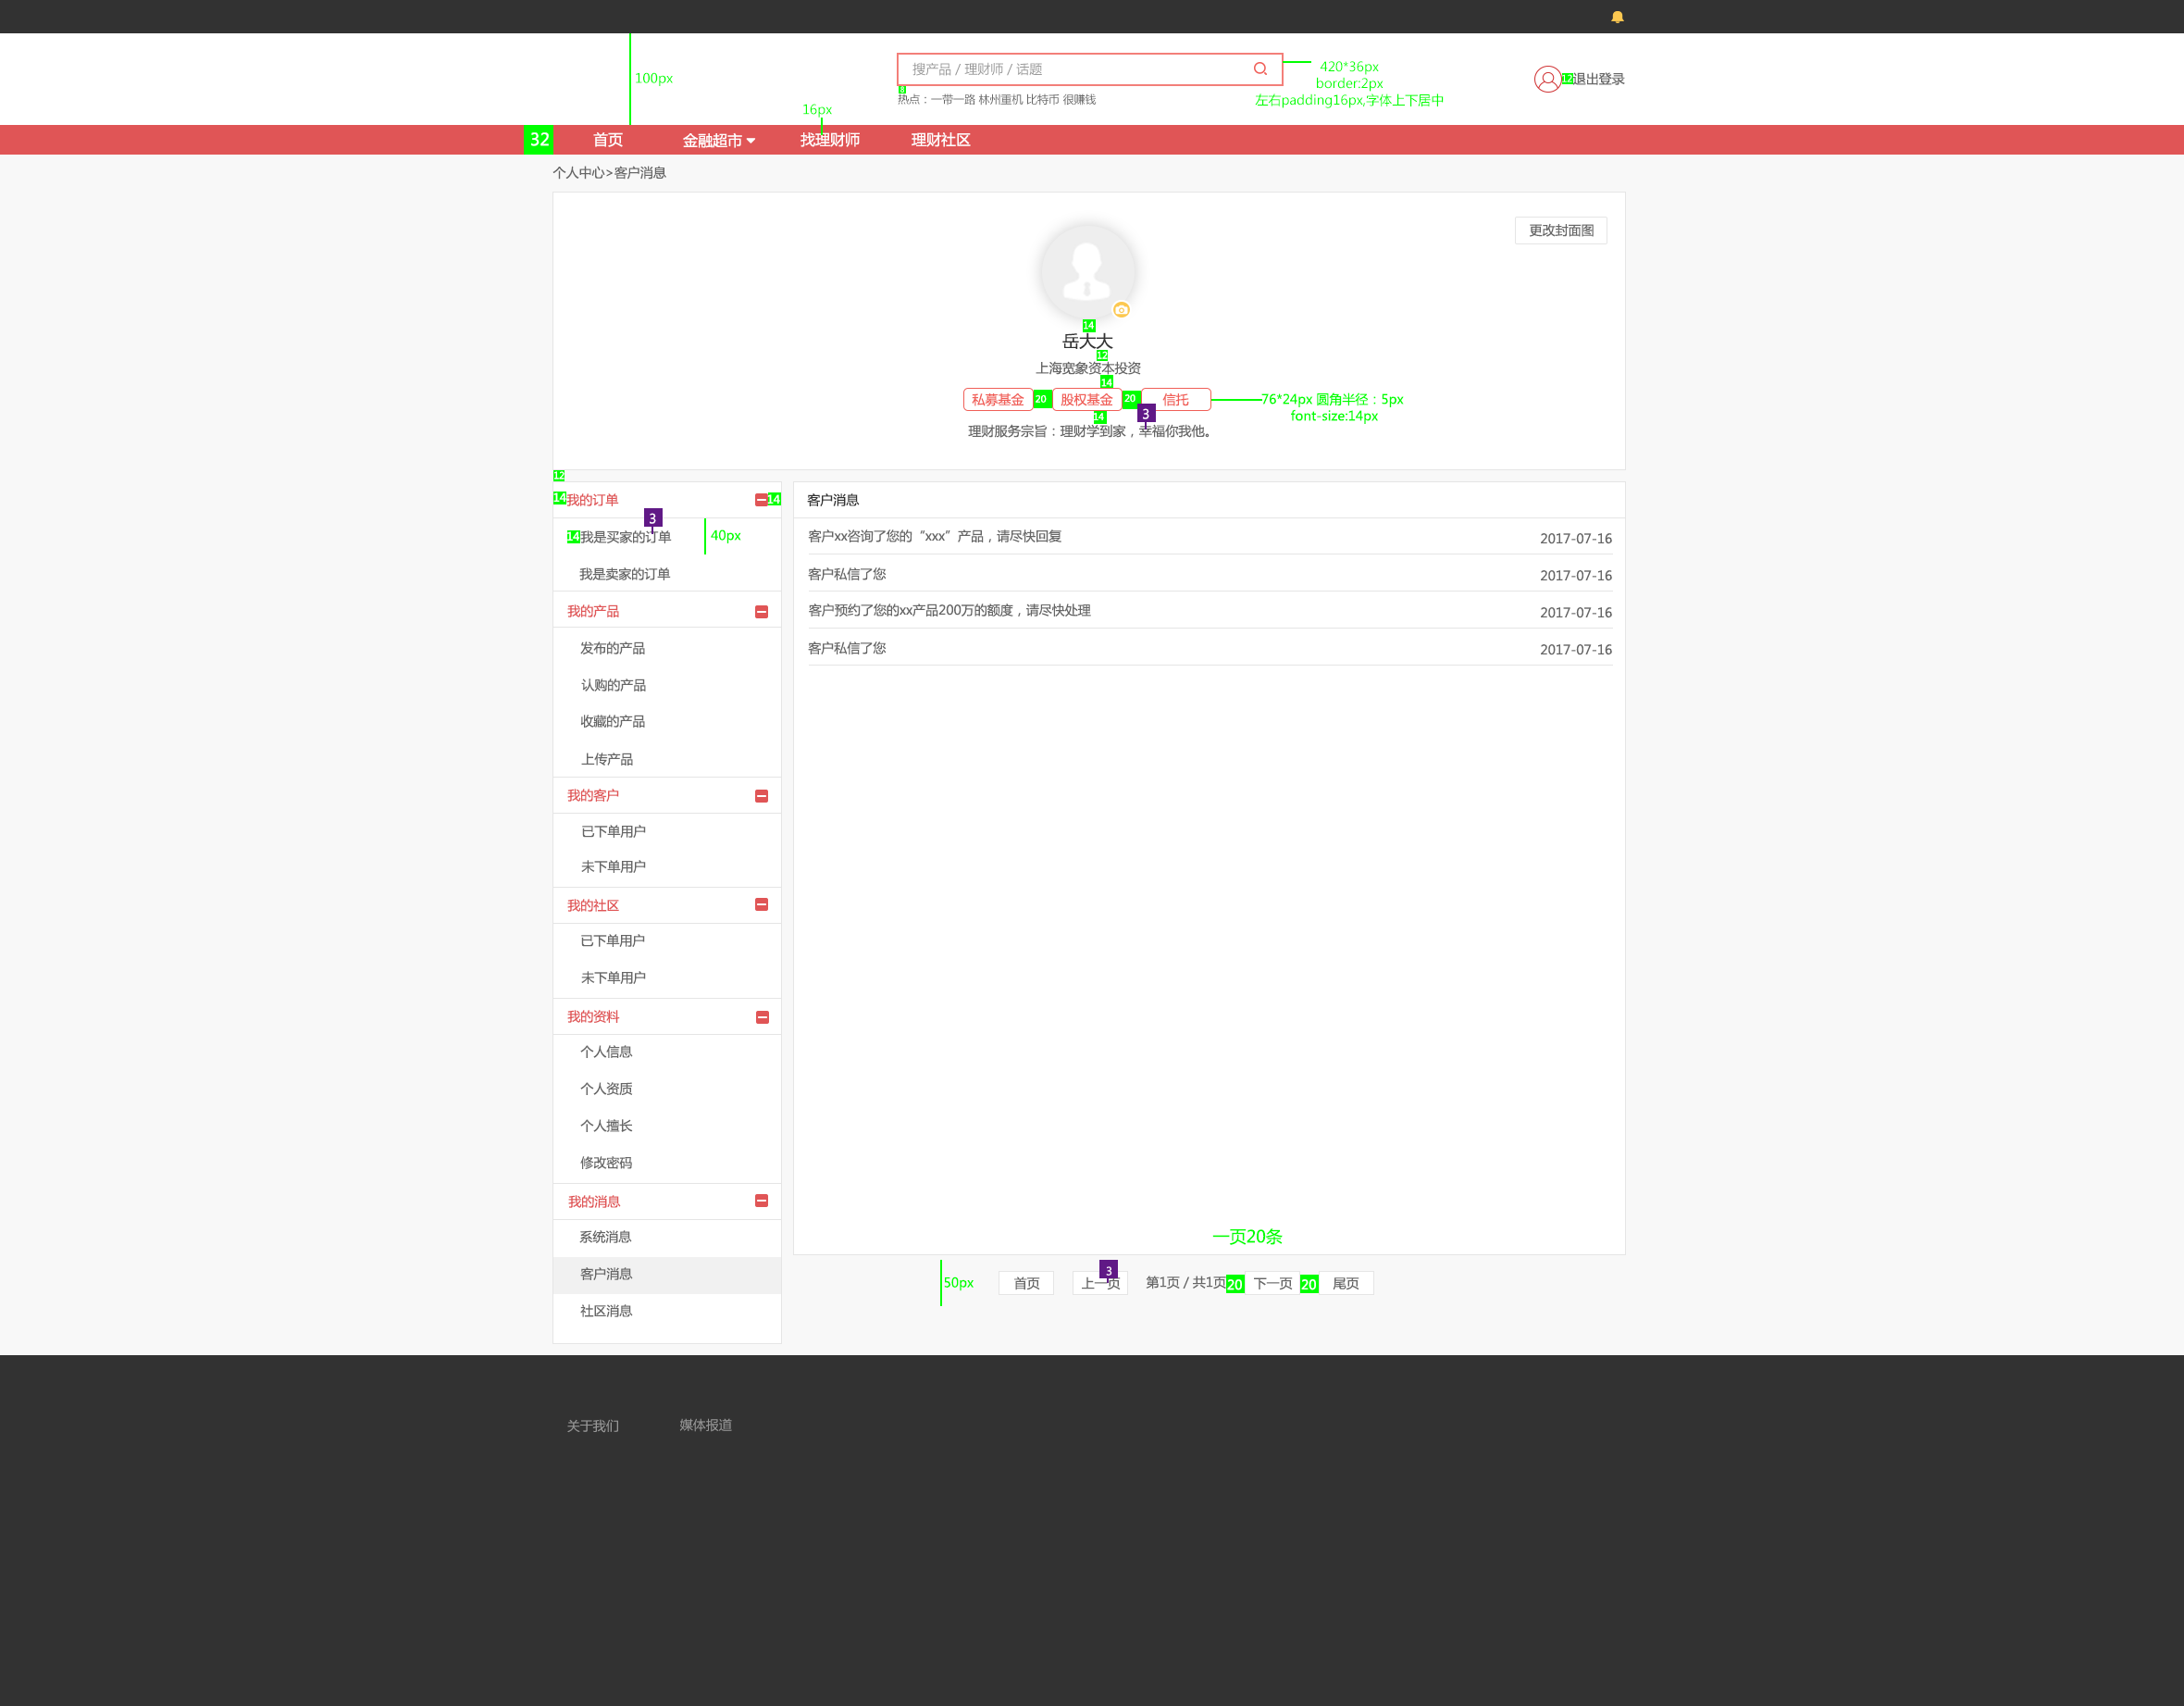 100px
搜产品 / 理财师 / 话题
420*36px
border:2px
左右padding16px,字体上下居中
12
退出登录
8
热点：一带一路 林州重机 比特币 很赚钱
16px
32
首页
金融超市
找理财师
理财社区
个人中心>客户消息
更改封面图
14
岳大大
12
上海宽象资本投资
14
私募基金
20
股权基金
20
信托
76*24px 圆角半径：5px
font-size:14px
3
14
理财服务宗旨：理财学到家，幸福你我他。
12
14
我的订单
14
3
14
我是买家的订单
40px
我是卖家的订单
我的产品
发布的产品
认购的产品
收藏的产品
上传产品
我的客户
已下单用户
未下单用户
我的社区
已下单用户
未下单用户
我的资料
个人信息
个人资质
个人擅长
修改密码
我的消息
系统消息
客户消息
社区消息
客户消息
客户xx咨询了您的“xxx”产品，请尽快回复
2017-07-16
客户私信了您
2017-07-16
客户预约了您的xx产品200万的额度，请尽快处理
2017-07-16
客户私信了您
2017-07-16
一页20条
50px
首页
3
上一页
第1页 / 共1页
20
下一页
20
尾页
关于我们
媒体报道